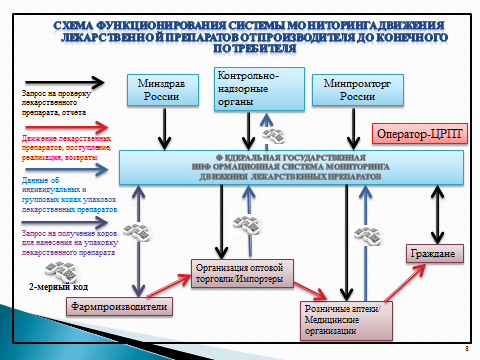 СХЕМА ФУНКЦИОНИРОВАНИЯ СИСТЕМЫ МОНИТОРИНГА ДВИЖЕНИЯ
ЛЕКАРСТВЕННОЙ ПРЕПАРАТОВ ОТ ПРОИЗВОДИТЕЛЯ ДО КОНЕЧНОГО
ПОТРЕБИТЕЛЯ
Минздрав
России
Контрольно-
надзорные
органы
Минпромторг
России
Запрос на проверку
лекарственного
препарата, отчета
Оператор-ЦРПТ
Движение лекарственных
препаратов, поступление,
реализация, возвраты
ФЕДЕРАЛЬНАЯ ГОСУДАРСТВЕННАЯ
ИНФОРМАЦИОННАЯ СИСТЕМА МОНИТОРИНГА
ДВИЖЕНИЯ ЛЕКАРСТВЕННЫХ ПРЕПАРАТОВ
Данные об
индивидуальных и
групповых кодах упаковок
лекарственных препаратов
Запрос на получение кодов
для нанесения на упаковку
лекарственного препарата
2-мерный код
Фармпроизводители
Организация оптовой
торговли/Импортеры
Розничные аптеки/
Медицинские
организации
Граждане
8